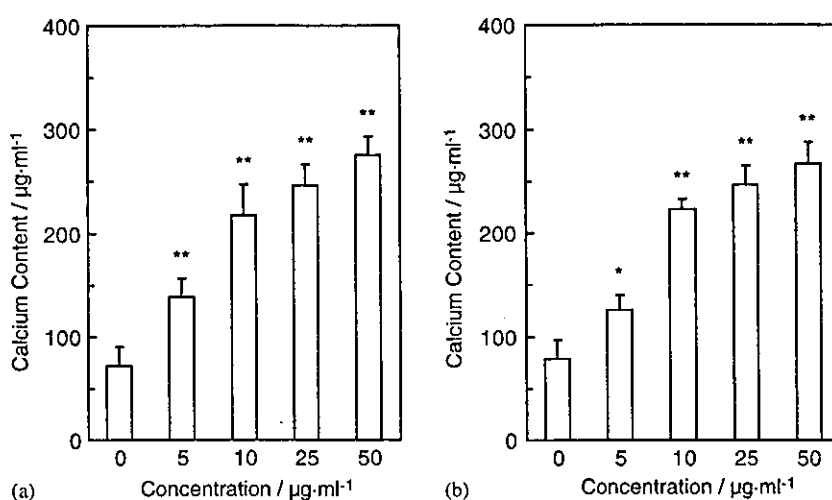 400
300
200
100
0
Calcium Content / µg·ml-1
**
**
**
**
0 5 10 25 50
Concentration / µg·ml-1
(a)
400
300
200
100
0
Calcium Content / µg·ml-1
*
**
**
**
0 5 10 25 50
Concentration / µg·ml-1
(b)